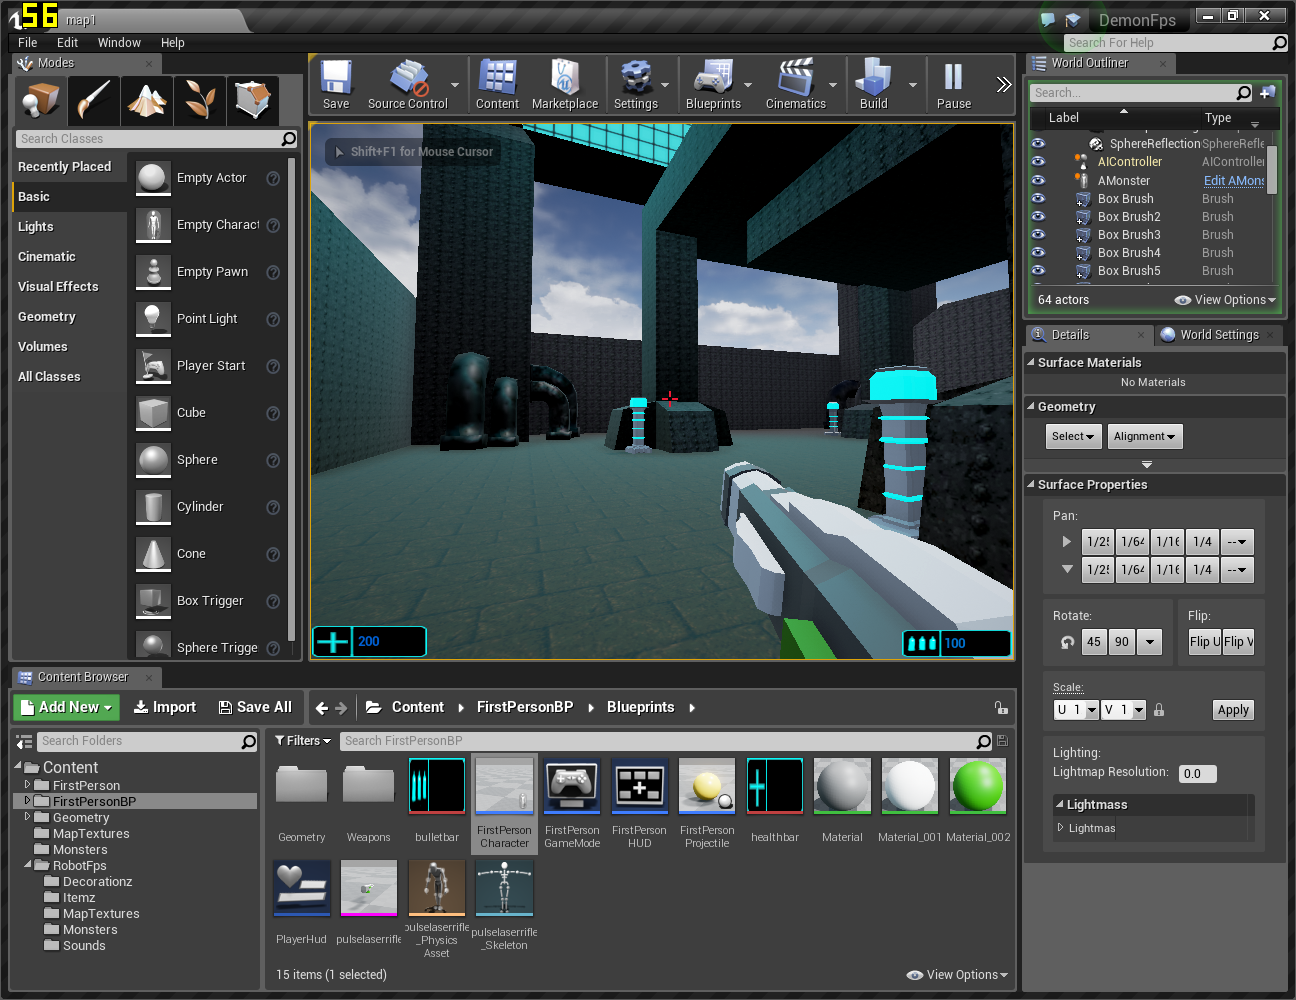 56
map1
DemonFps
File Edit Window Help
Search For Help
Modes
Search Classes
Recently Placed
Basic
Lights
Cinematic
Visual Effects
Geometry
Volumes
All Classes
Empty Actor
Empty Charact
Empty Pawn
Point Light
Player Start
Cube
Sphere
Cylinder
Cone
Box Trigger
Sphere Trigge
Save
Source Control
Content
Marketplace
Settings
Blueprints
Cinematics
Build
Pause
Shift+F1 for Mouse Cursor
200
100
World Outliner
Search...
Label Type
SphereReflection SphereRefle
AIController AIController
AMonster Edit AMons
Box Brush Brush
Box Brush2 Brush
Box Brush3 Brush
Box Brush4 Brush
Box Brush5 Brush
64 actors View Options
Details World Settings
Surface Materials
No Materials
Geometry
Select Alignment
Surface Properties
Pan:
1/25 1/64 1/16 1/4 --
1/25 1/64 1/16 1/4 --
Rotate: Flip:
45 90 Flip U Flip V
Scale:
U 1 V 1 Apply
Lighting:
Lightmap Resolution: 0.0
Lightmass
Lightmas
Content Browser
Add New Import Save All Content FirstPersonBP Blueprints
Search Folders
Content
FirstPerson
FirstPersonBP
Geometry
MapTextures
Monsters
RobotFps
Decorationz
Itemz
MapTextures
Monsters
Sounds
Filters Search FirstPersonBP
Geometry
Weapons
bulletbar
FirstPerson
Character
FirstPerson
GameMode
FirstPerson
HUD
FirstPerson
Projectile
healthbar
Material
Material_001
Material_002
PlayerHud
pulselaserrifle
pulselaserrifle
_Physics
Asset
pulselaserrifle
_Skeleton
15 items (1 selected) View Options